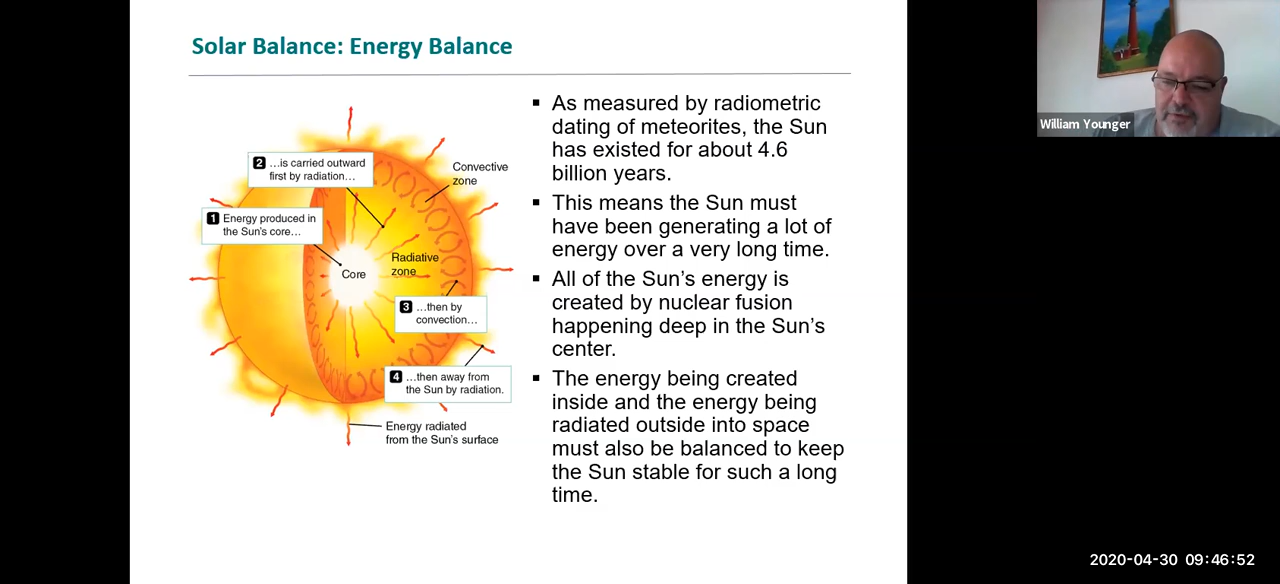 Solar Balance: Energy Balance
2 ...is carried outward
first by radiation...
Convective
zone
1 Energy produced in
the Sun's core...
Radiative
zone
Core
3 ...then by
convection...
4 ...then away from
the Sun by radiation.
Energy radiated
from the Sun's surface
▪ As measured by radiometric
dating of meteorites, the Sun
has existed for about 4.6
billion years.
▪ This means the Sun must
have been generating a lot of
energy over a very long time.
▪ All of the Sun's energy is
created by nuclear fusion
happening deep in the Sun's
center.
▪ The energy being created
inside and the energy being
radiated outside into space
must also be balanced to keep
the Sun stable for such a long
time.
William Younger
2020-04-30 09:46:52